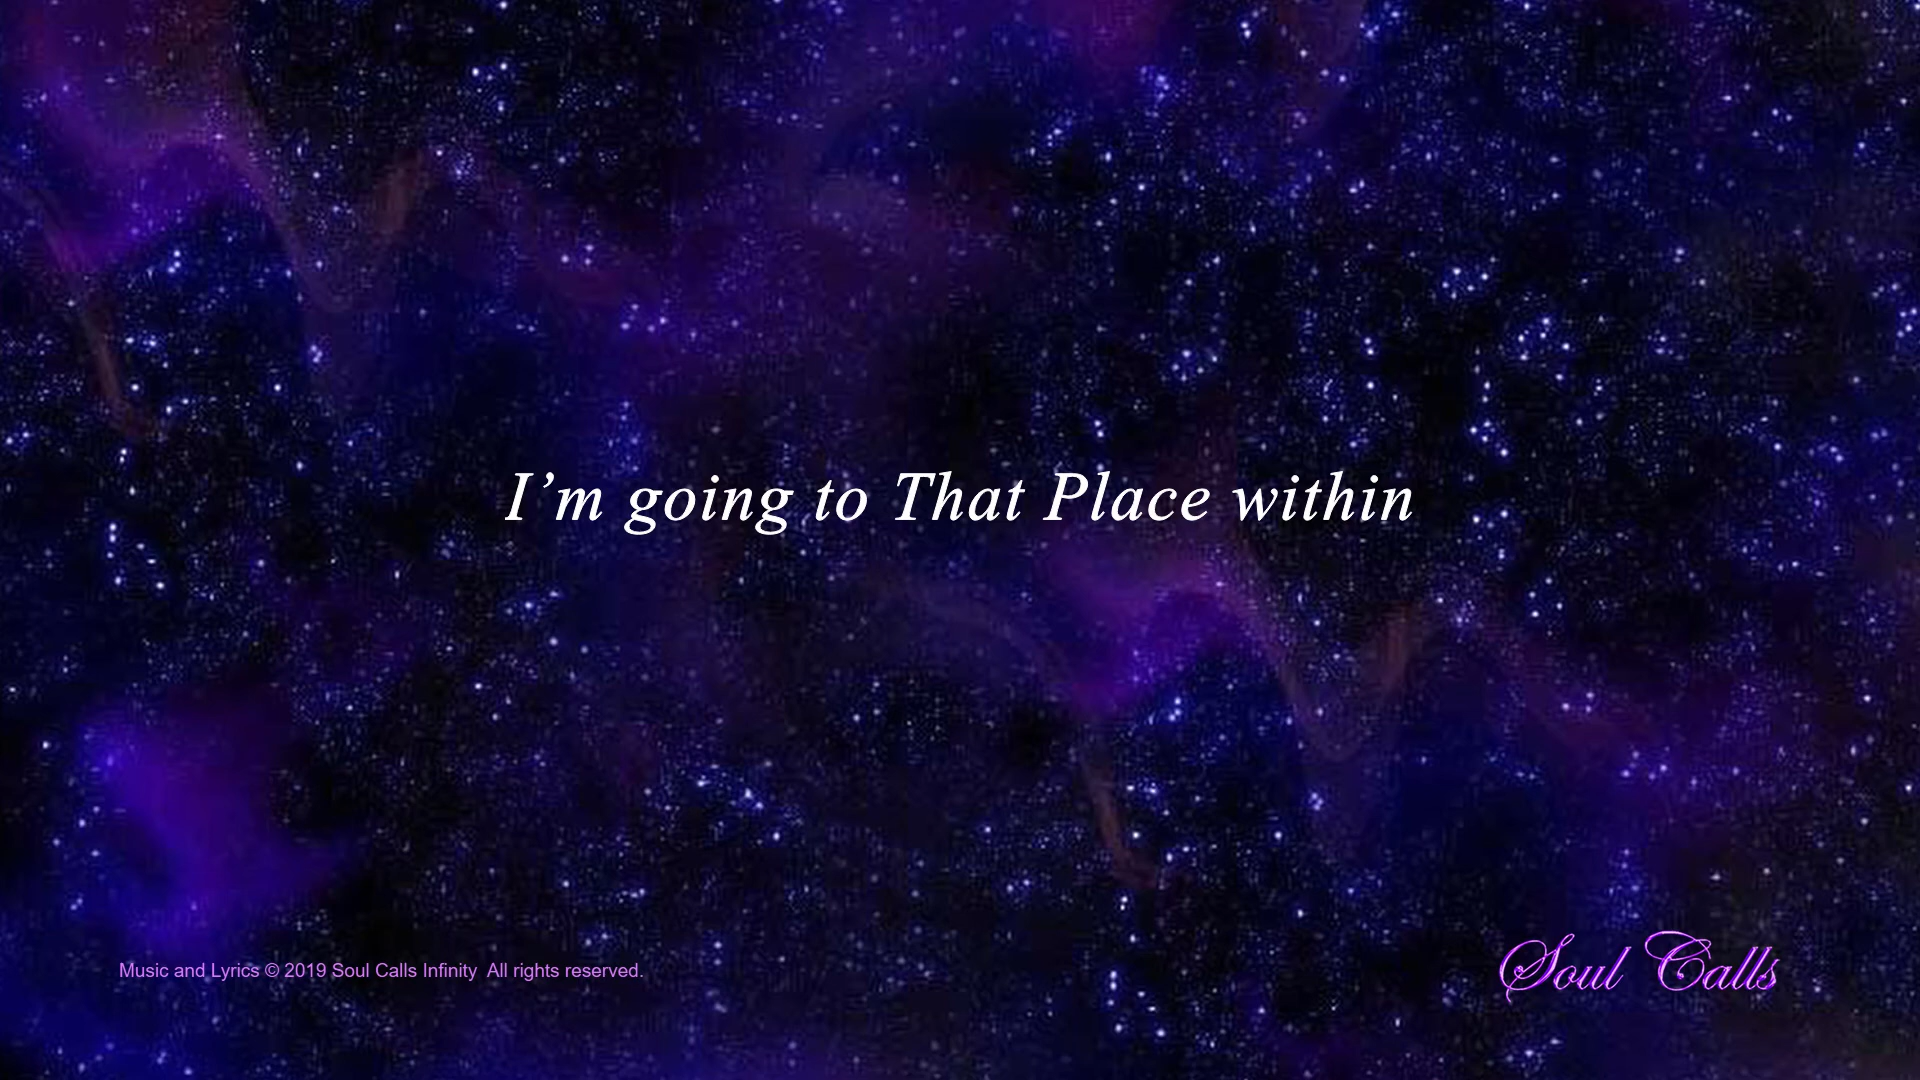 I’m going to That Place within
Music and Lyrics © 2019 Soul Calls Infinity  All rights reserved.
Soul Calls